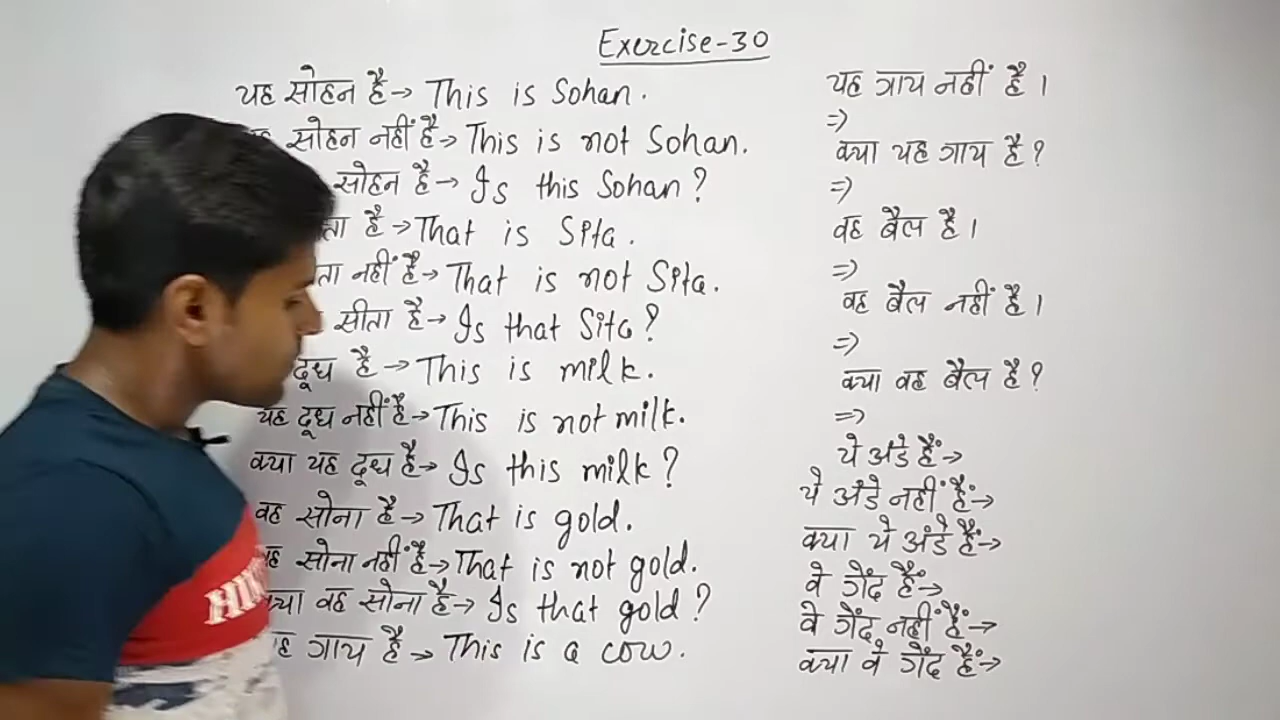 Exercise-30
यह सोहन है→ This is Sohan.
सोहन नहीं है→ This is not Sohan.
सोहन है→ Is this Sohan?
है→ That is Sita.
नहीं है→ That is not Sita.
सीता है→ Is that Sita?
दूध है→ This is milk.
यह दूध नहीं है→ This is not milk.
क्या यह दूध है→ Is this milk?
वह सोना है→ That is gold.
सोना नहीं है→ That is not gold.
क्या वह सोना है→ Is that gold?
गाय है→ This is a cow.
यह गाय नहीं है।
⇒
क्या यह गाय है?
⇒
वह बैल है।
⇒
वह बैल नहीं है।
⇒
क्या वह बैल है?
⇒
ये अंडे हैं→
ये अंडे नहीं हैं→
क्या ये अंडे हैं→
वे गेंद हैं→
वे गेंद नहीं हैं→
क्या वे गेंद हैं→